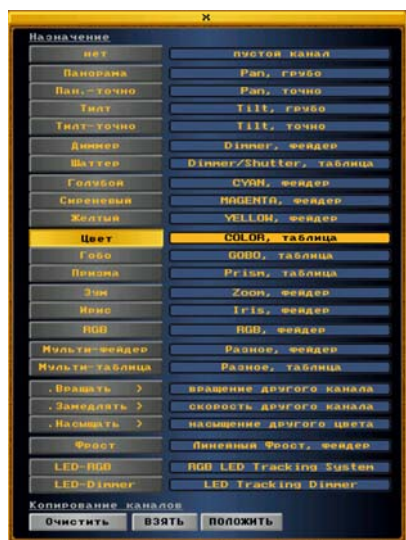 Назначение
нет пустой канал
Панорама Pan, грубо
Пан.-точно Pan, точно
Тилт Tilt, грубо
Тилт-точно Tilt, точно
Диммер Dimmer, фейдер
Шаттер Dimmer/Shutter, таблица
Голубой CYAN, фейдер
Сиреневый MAGENTA, фейдер
Желтый YELLOW, фейдер
Цвет COLOR, таблица
Гобо GOBO, таблица
Призма Prism, таблица
Зум Zoom, фейдер
Ирис Iris, фейдер
RGB RGB, фейдер
Мульти-фейдер Разное, фейдер
Мульти-таблица Разное, таблица
.Вращать > вращение другого канала
.Замедлять > скорость другого канала
.Насыщать > насыщение другого цвета
Фрост Линейный Фрост, фейдер
LED-RGB RGB LED Tracking System
LED-Dimmer LED Tracking Dimmer
Копирование каналов
Очистить ВЗЯТЬ ПОЛОЖИТЬ